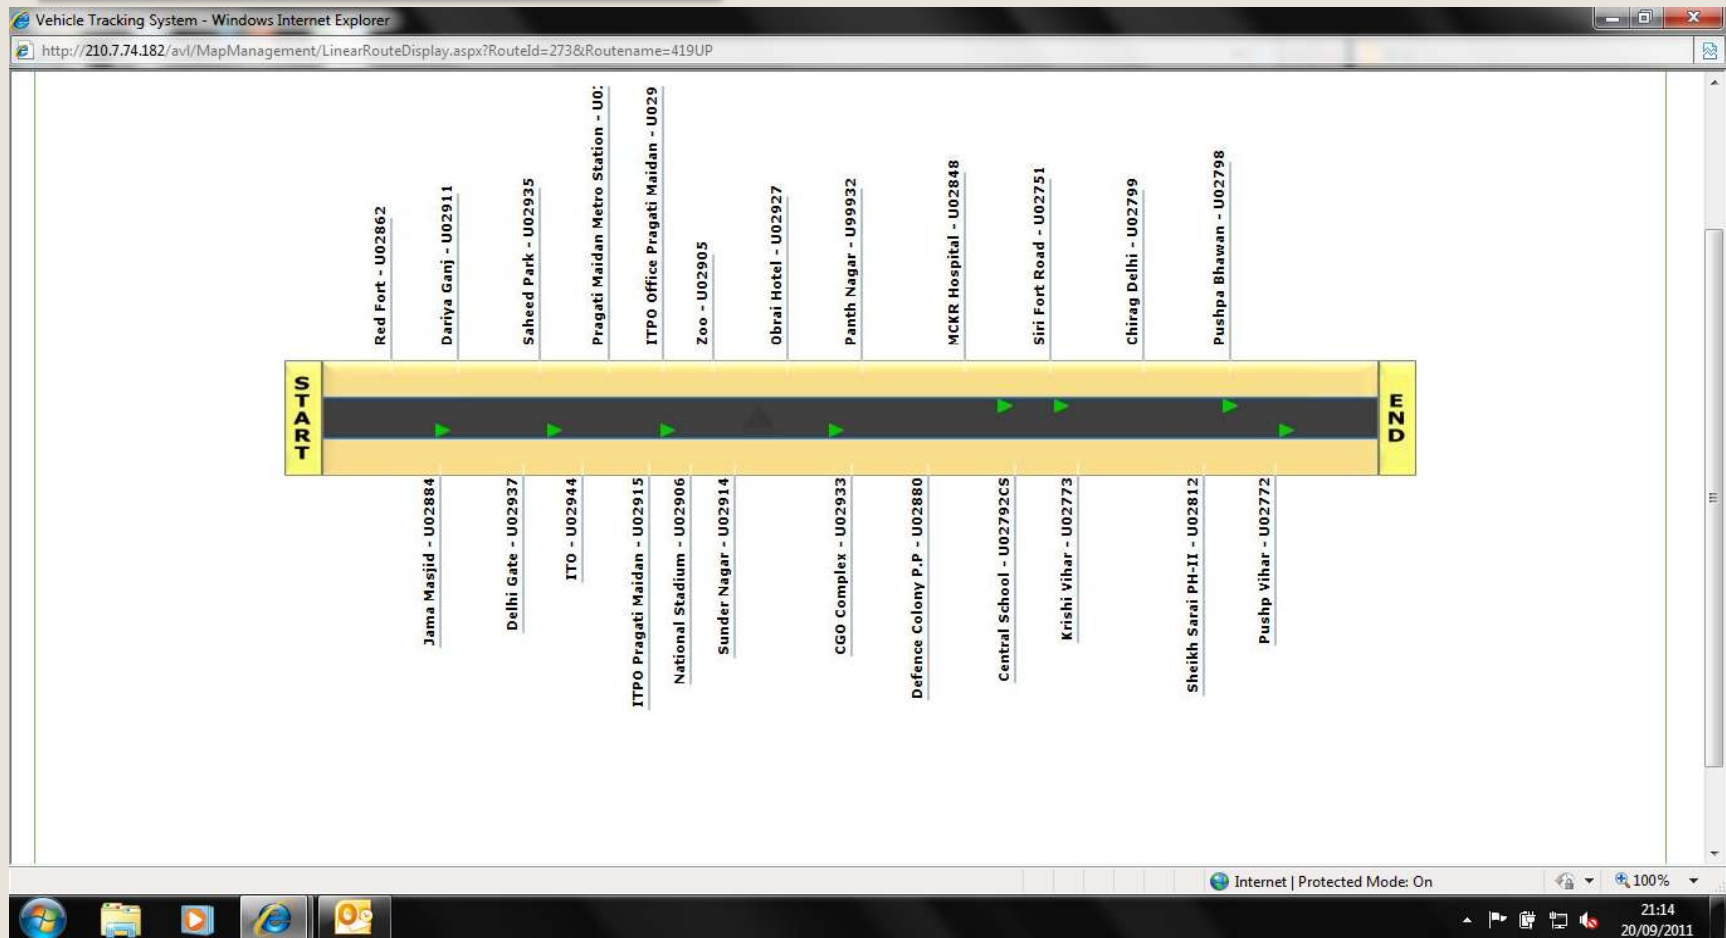 Vehicle Tracking System - Windows Internet Explorer
http://210.7.74.182/avl/MapManagement/LinearRouteDisplay.aspx?RouteId=273&Routename=419UP
Red Fort - U02862
Dariya Ganj - U02911
Saheed Park - U02935
Pragati Maidan Metro Station - U0
ITPO Office Pragati Maidan - U029
Zoo - U02905
Obrai Hotel - U02927
Panth Nagar - U99932
MCKR Hospital - U02848
Siri Fort Road - U02751
Chirag Delhi - U02799
Pushpa Bhawan - U02798
START
END
Jama Masjid - U02884
Delhi Gate - U02937
ITO - U02944
ITPO Pragati Maidan - U02915
National Stadium - U02906
Sunder Nagar - U02914
CGO Complex - U02933
Defence Colony P.P - U02880
Central School - U02792CS
Krishi Vihar - U02773
Sheikh Sarai PH-II - U02812
Pushp Vihar - U02772
Internet | Protected Mode: On
100%
21:14
20/09/2011